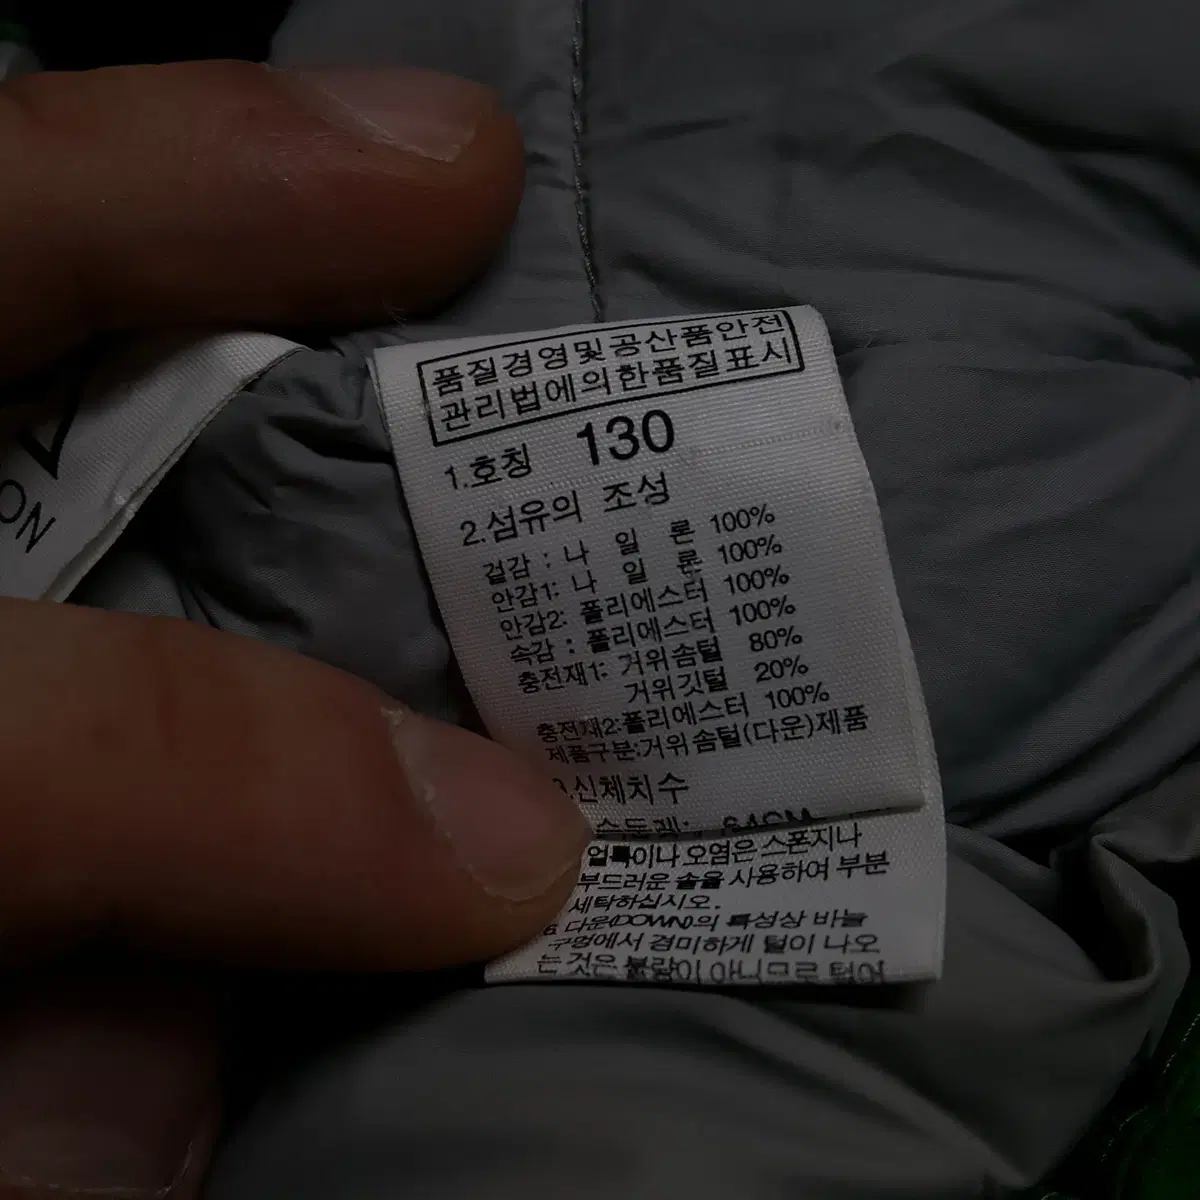 ON
품질경영및공산품안전
관리법에의한품질표시
1.호칭 130
2.섬유의 조성
겉감 : 나 일 론 100%
안감1: 나 일 론 100%
안감2: 폴리에스터 100%
속감 : 폴리에스터 100%
충전재1: 거위솜털 80%
거위깃털 20%
충전재2:폴리에스터 100%
제품구분:거위솜털(다운)제품
3.신체치수
64CM
얼룩이나 오염은 스폰지나
부드러운 솔을 사용하여 부분
세탁하십시오.
6. 다운(DOWN)의 특성상 바늘
구멍에서 경미하게 털이 나오
는 것은 불량이 아니므로 털어